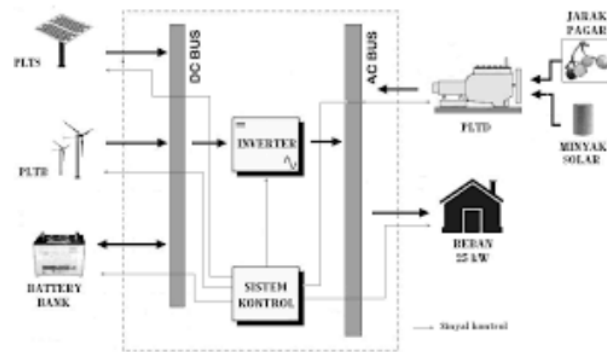 JARAK
PAGAR
PLTS
DC BUS
AC BUS
INVERTER
PLTD
MINYAK
SOLAR
PLTB
BEBAN
25 kW
BATTERY
BANK
SISTEM
KONTROL
Sinyal kontrol